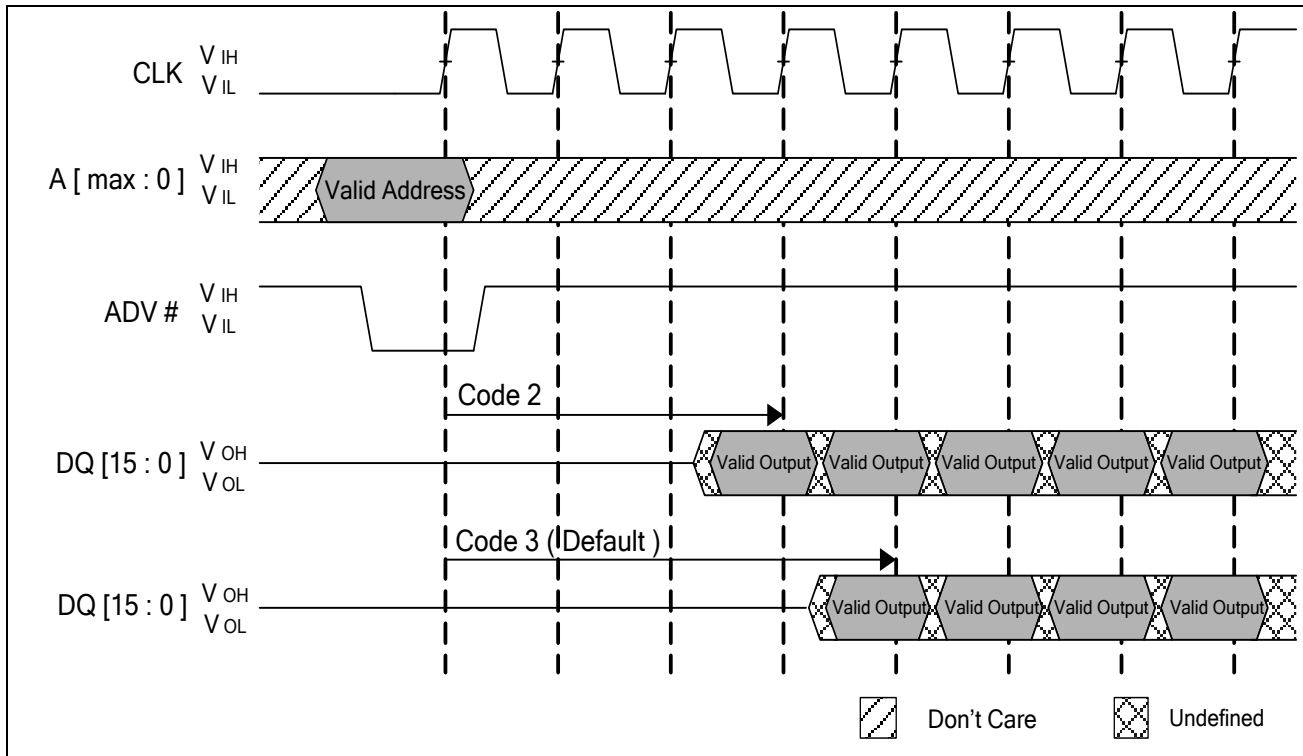 CLK V IH
V IL
A [ max : 0 ] V IH
V IL
Valid Address
ADV # V IH
V IL
Code 2
DQ [15 : 0 ] V OH
V OL
Valid Output Valid Output Valid Output Valid Output Valid Output
Code 3 ( Default )
DQ [15 : 0 ] V OH
V OL
Valid Output Valid Output Valid Output Valid Output
Don't Care Undefined